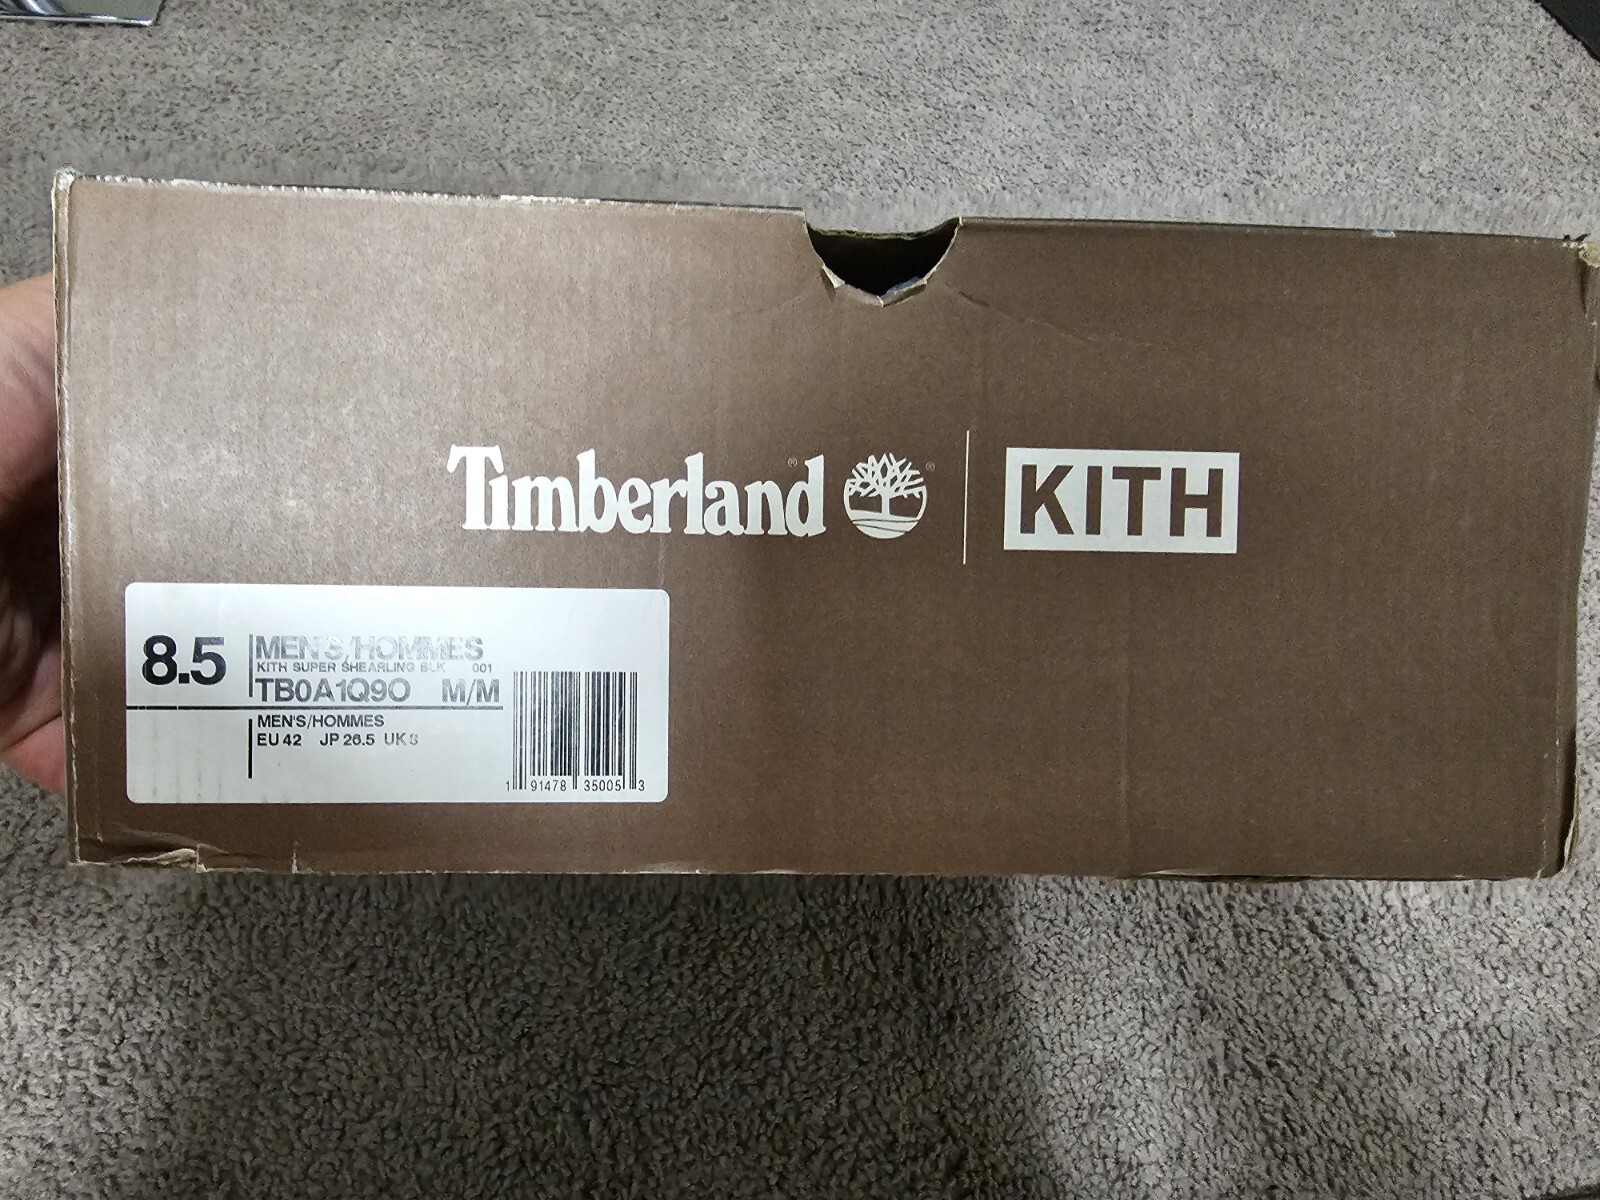 Timberland® ®
KITH
8.5
MEN'S/HOMMES
KITH SUPER SHEARLING BLK 001
TB0A1Q9O M/M
MEN'S/HOMMES
EU 42 JP 26.5 UK
1 91478 35005 3